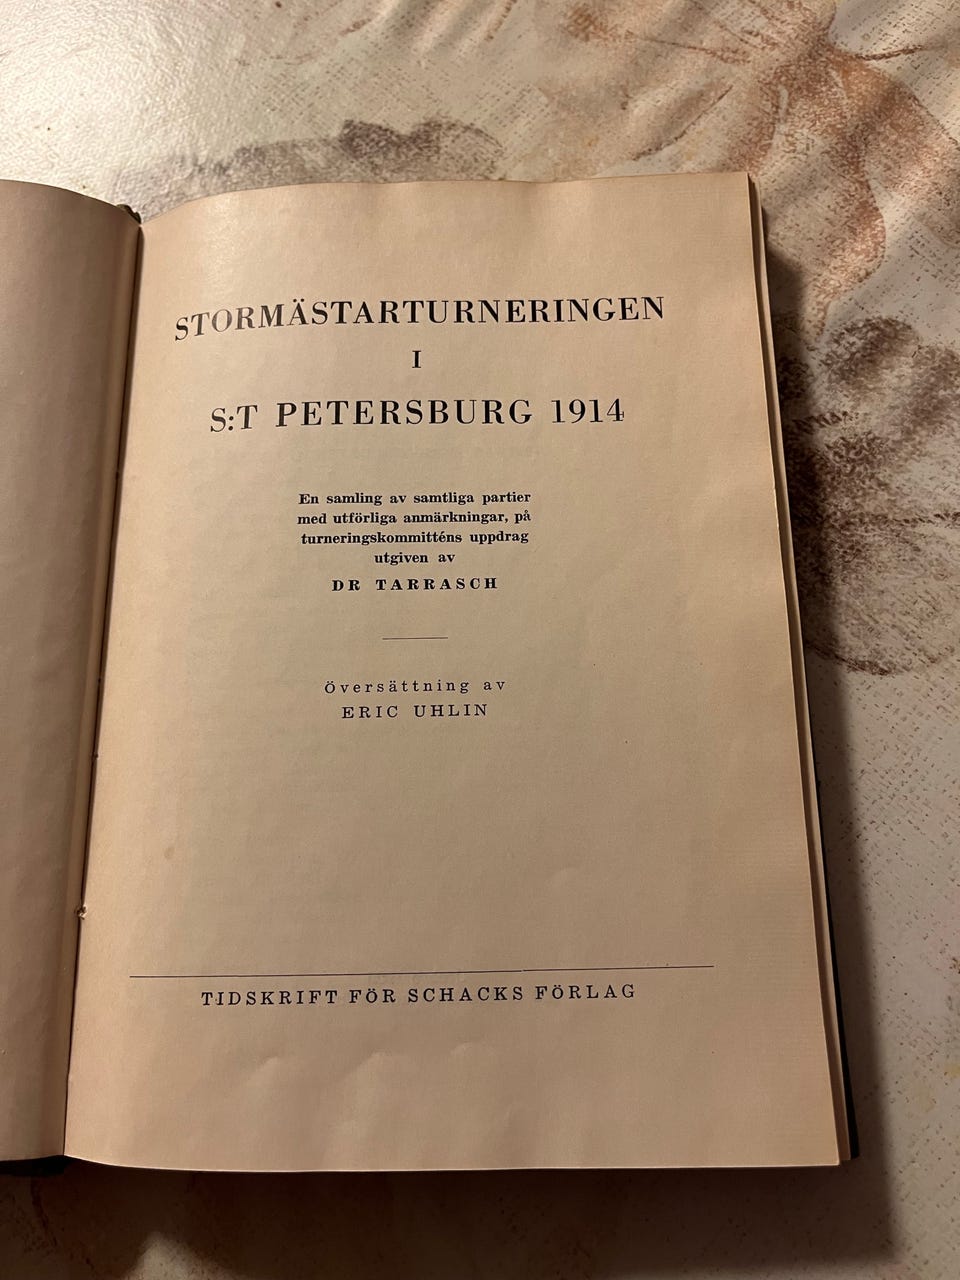 STORMÄSTARTURNERINGEN
I
S:T PETERSBURG 1914
En samling av samtliga partier
med utförliga anmärkningar, på
turneringskommitténs uppdrag
utgiven av
DR TARRASCH
Översättning av
ERIC UHLIN
TIDSKRIFT FÖR SCHACKS FÖRLAG